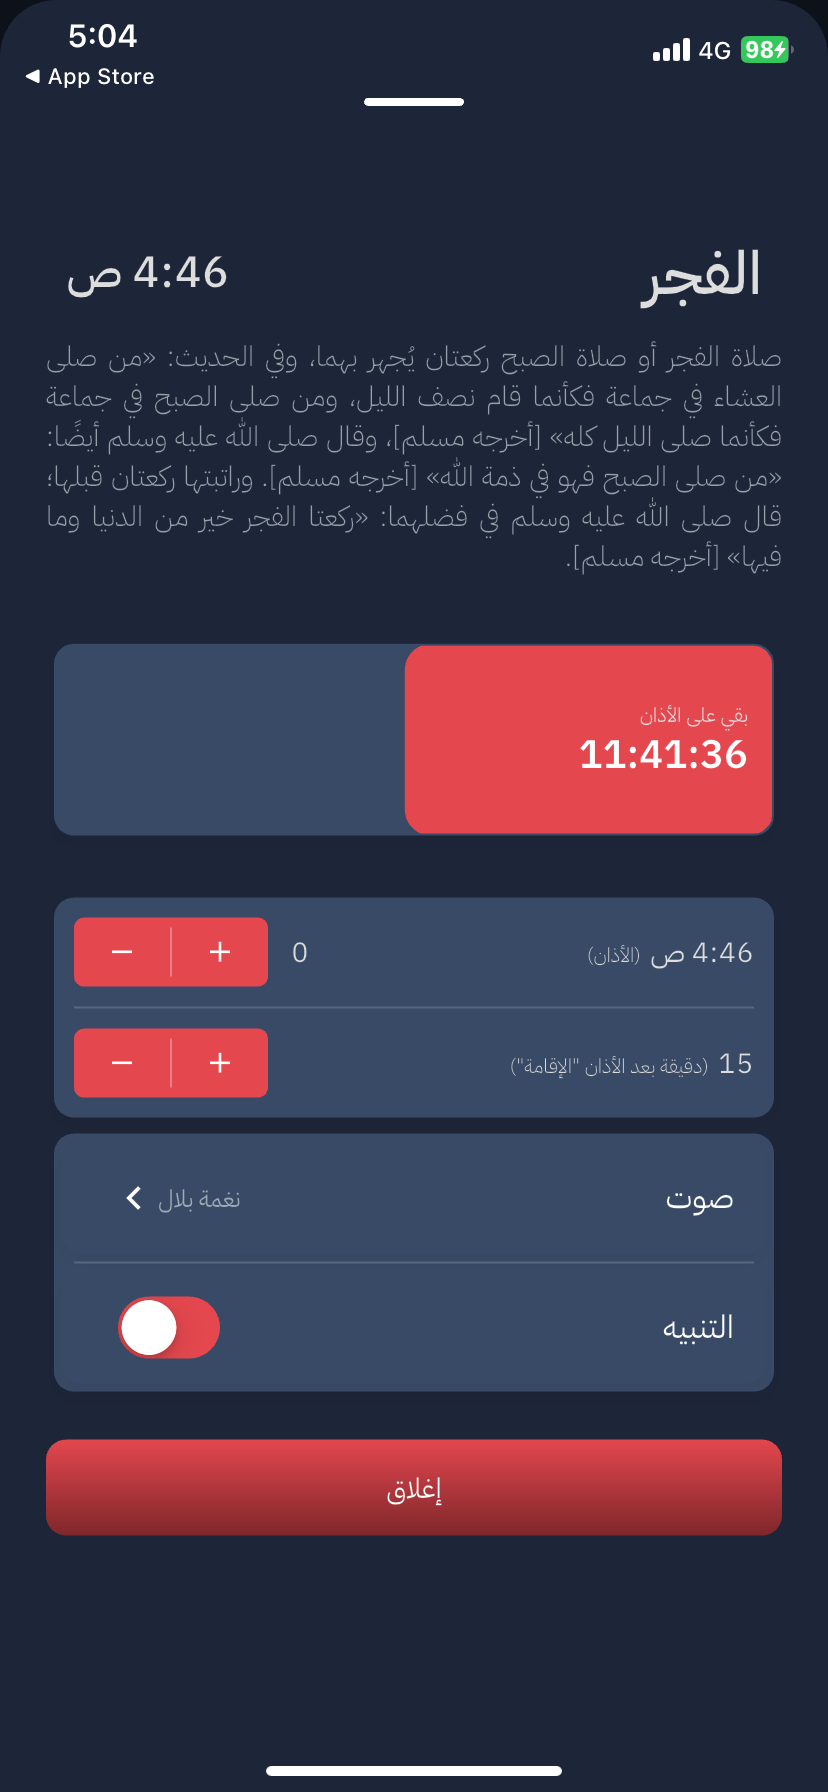 5:04
4G 98
◀ App Store
الفجر
4:46 ص
صلاة الفجر أو صلاة الصبح ركعتان يُجهر بهما، وفي الحديث: «من صلى
العشاء في جماعة فكأنما قام نصف الليل، ومن صلى الصبح في جماعة
فكأنما صلى الليل كله» [أخرجه مسلم]، وقال صلى الله عليه وسلم أيضًا:
«من صلى الصبح فهو في ذمة الله» [أخرجه مسلم]. وراتبتها ركعتان قبلها؛
قال صلى الله عليه وسلم في فضلهما: «ركعتا الفجر خير من الدنيا وما
فيها» [أخرجه مسلم].
بقي على الأذان
11:41:36
4:46 ص (الأذان) 0 + −
15 (دقيقة بعد الأذان "الإقامة") + −
صوت
نغمة بلال
التنبيه
إغلاق